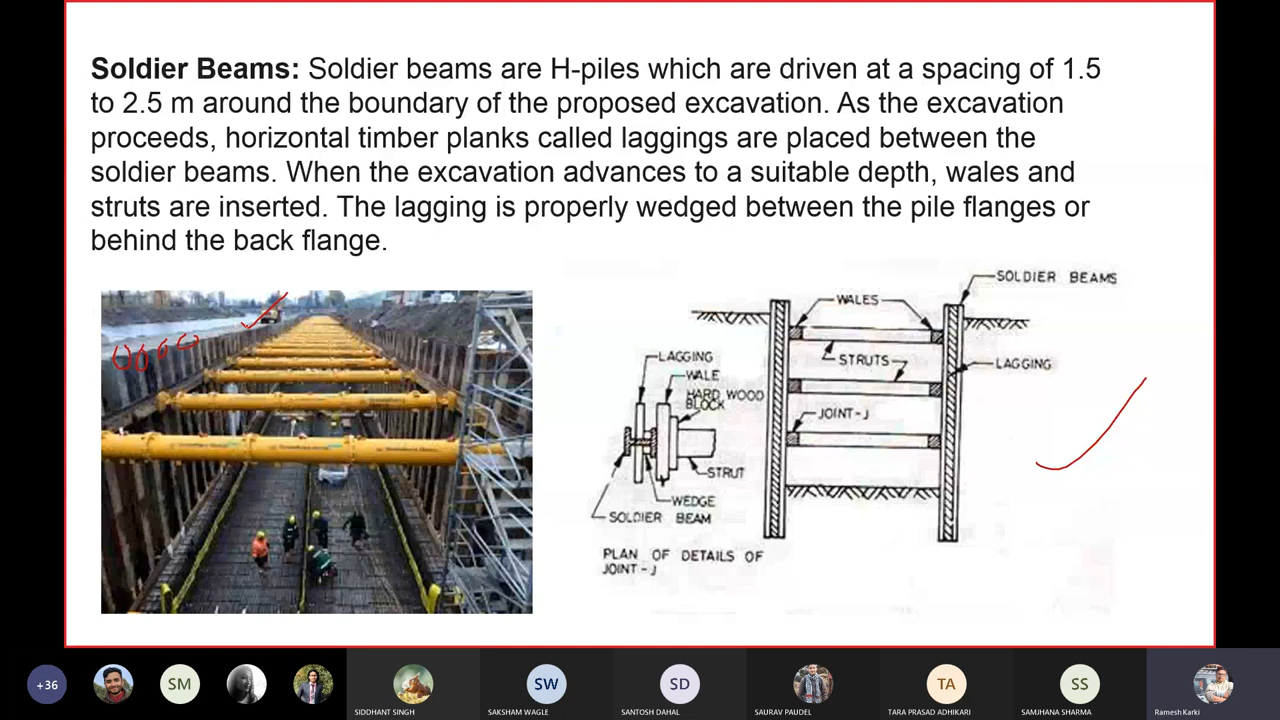 Soldier Beams: Soldier beams are H-piles which are driven at a spacing of 1.5
to 2.5 m around the boundary of the proposed excavation. As the excavation
proceeds, horizontal timber planks called laggings are placed between the
soldier beams. When the excavation advances to a suitable depth, wales and
struts are inserted. The lagging is properly wedged between the pile flanges or
behind the back flange.
SOLDIER BEAMS
WALES
STRUTS
LAGGING
JOINT-J
LAGGING
WALE
HARD WOOD
BLOCK
STRUT
WEDGE
SOLDIER BEAM
PLAN OF DETAILS OF
JOINT-J
+36
SM
SIDDHANT SINGH
SW
SAKSHAM WAGLE
SD
SANTOSH DAHAL
SAURAV PAUDEL
TA
TARA PRASAD ADHIKARI
SS
SAMJHANA SHARMA
Ramesh Karki